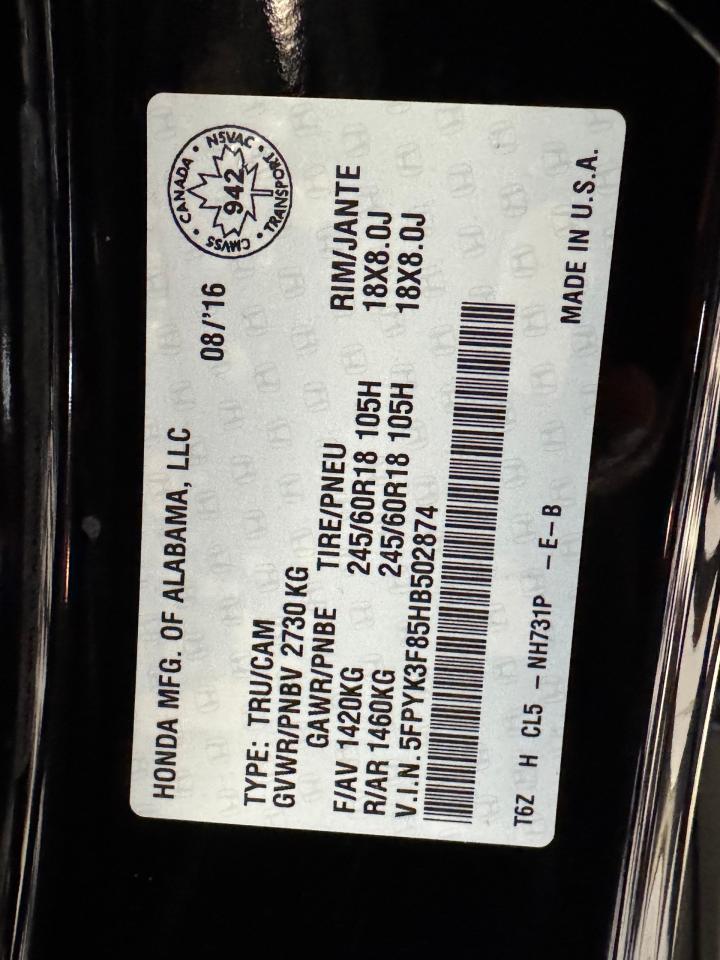 HONDA MFG. OF ALABAMA, LLC 08/'16
CANADA • NSVAC • TRANSPORT • CMVSS •
942
TYPE: TRU/CAM
GVWR/PNBV 2730 KG
GAWR/PNBE TIRE/PNEU RIM/JANTE
F/AV 1420KG 245/60R18 105H 18X8.0J
R/AR 1460KG 245/60R18 105H 18X8.0J
V.I.N. 5FPYK3F85HB502874
T6Z H CL5 – NH731P – E–B MADE IN U.S.A.